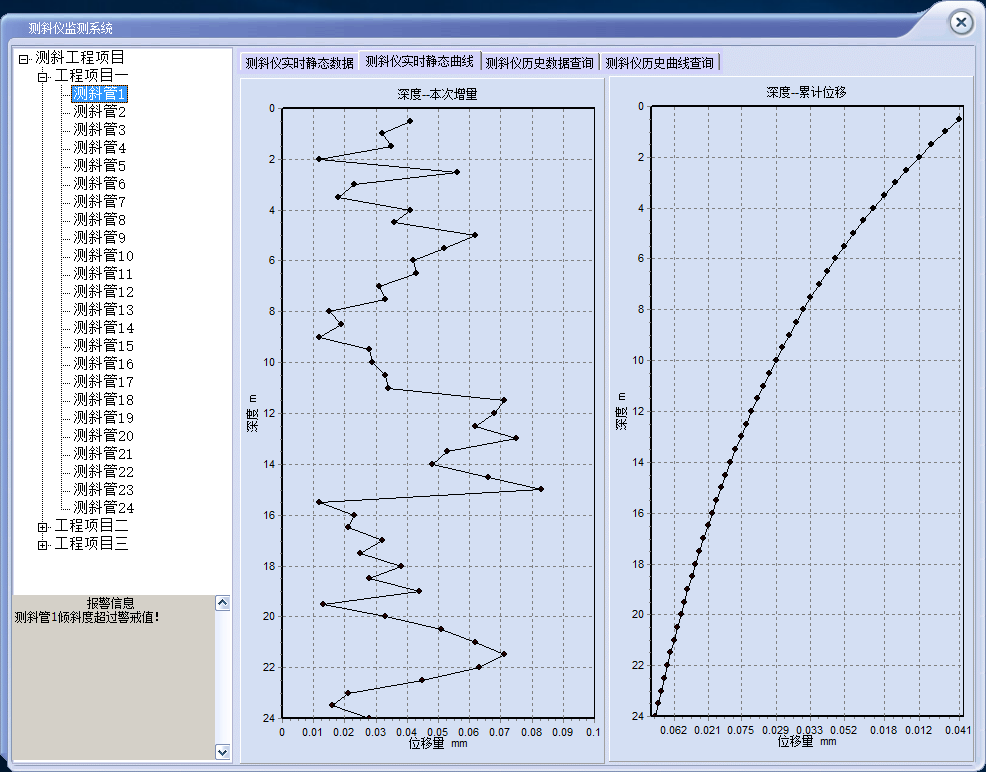 测斜仪监测系统
测斜工程项目
工程项目一
测斜管1
测斜管2
测斜管3
测斜管4
测斜管5
测斜管6
测斜管7
测斜管8
测斜管9
测斜管10
测斜管11
测斜管12
测斜管13
测斜管14
测斜管15
测斜管16
测斜管17
测斜管18
测斜管19
测斜管20
测斜管21
测斜管22
测斜管23
测斜管24
工程项目二
工程项目三
报警信息
测斜管1倾斜度超过警戒值!
测斜仪实时静态数据 测斜仪实时静态曲线 测斜仪历史数据查询 测斜仪历史曲线查询
深度--本次增量
0
2
4
6
8
10
12
14
16
18
20
22
24
深度 m
0 0.01 0.02 0.03 0.04 0.05 0.06 0.07 0.08 0.09 0.1
位移量 mm
深度--累计位移
0
2
4
6
8
10
12
14
16
18
20
22
24
深度 m
0.062 0.021 0.075 0.029 0.033 0.052 0.018 0.012 0.041
位移量 mm